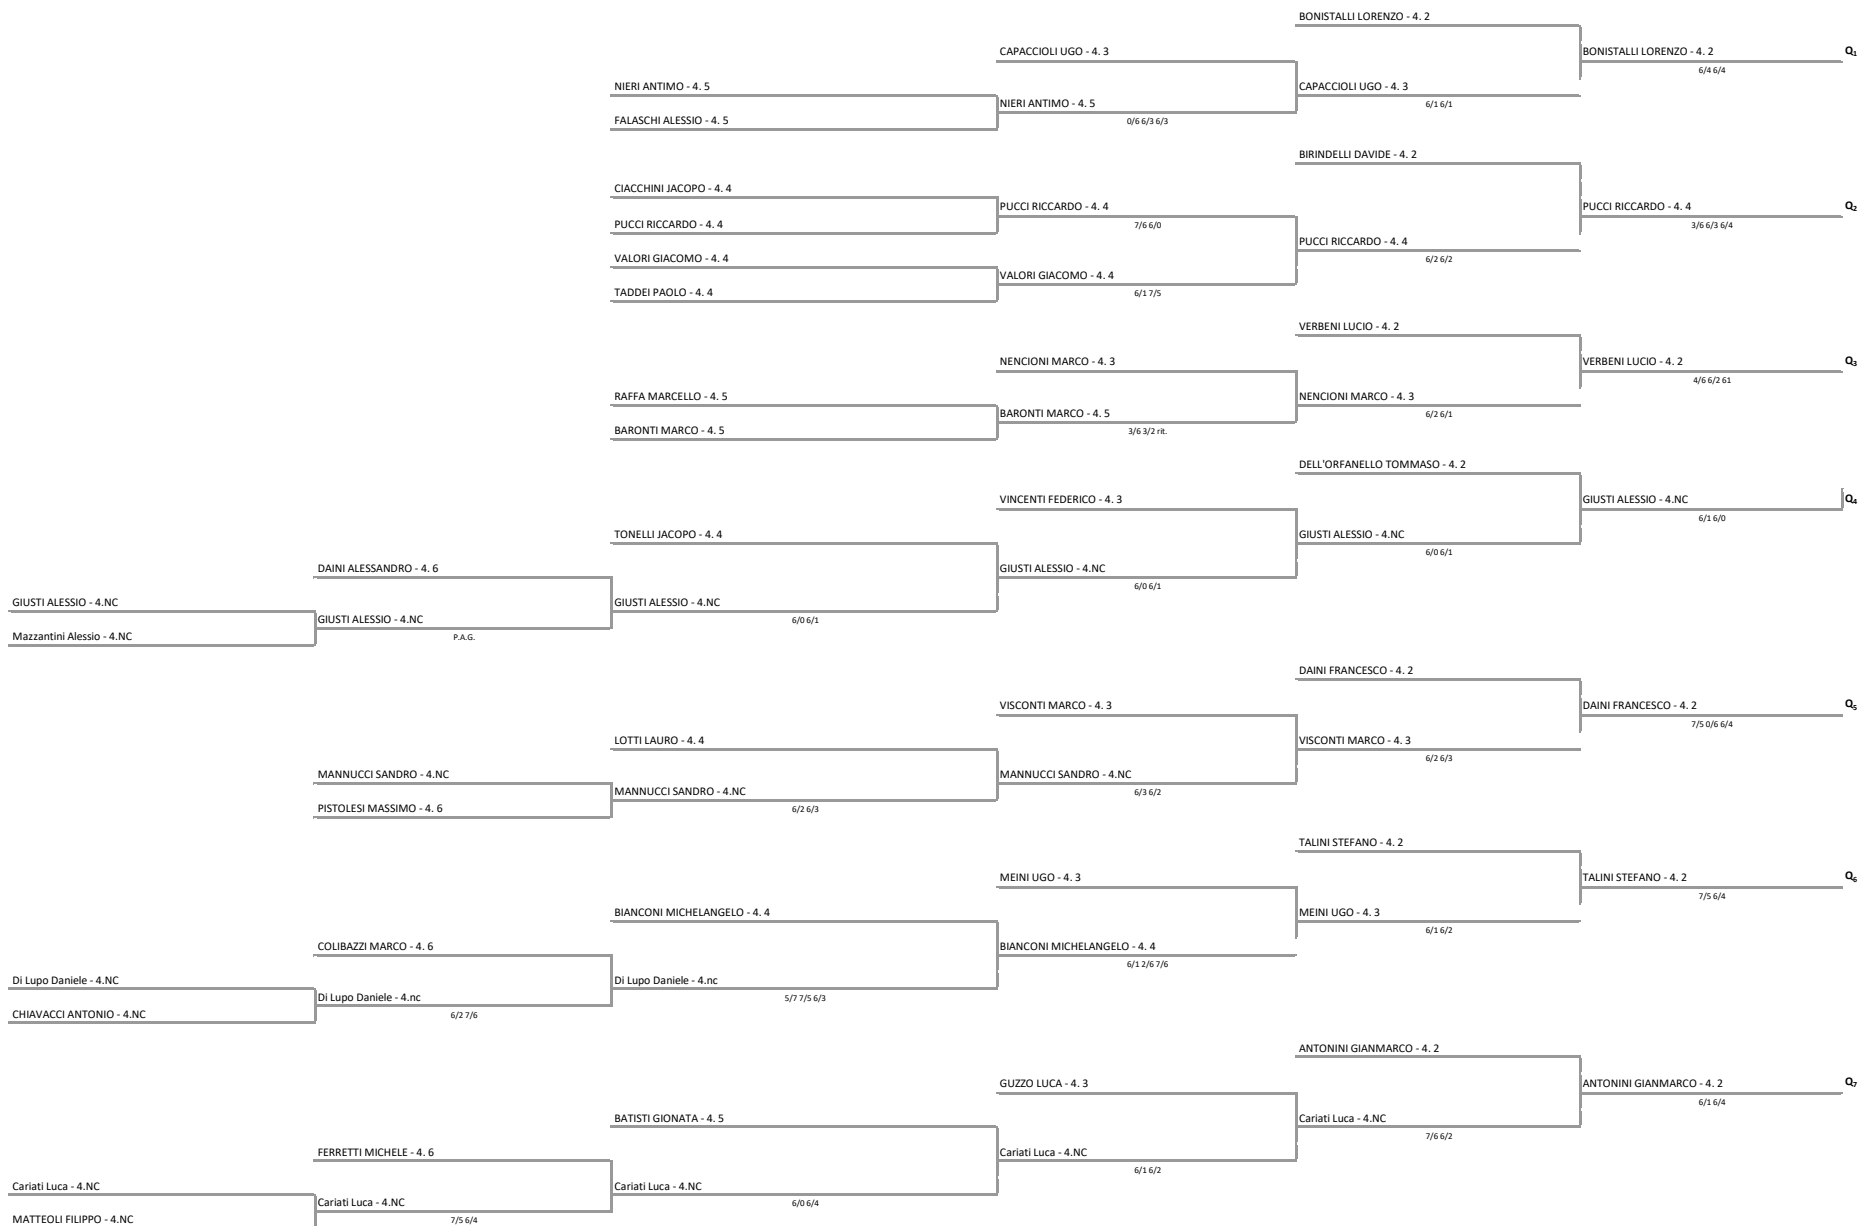 BONISTALLI LORENZO - 4. 2
CAPACCIOLI UGO - 4. 3
BONISTALLI LORENZO - 4. 2
Q₁
6/4 6/4
NIERI ANTIMO - 4. 5
CAPACCIOLI UGO - 4. 3
NIERI ANTIMO - 4. 5
6/1 6/1
FALASCHI ALESSIO - 4. 5
0/6 6/3 6/3
BIRINDELLI DAVIDE - 4. 2
CIACCHINI JACOPO - 4. 4
PUCCI RICCARDO - 4. 4
PUCCI RICCARDO - 4. 4
Q₂
PUCCI RICCARDO - 4. 4
7/6 6/0
3/6 6/3 6/4
PUCCI RICCARDO - 4. 4
VALORI GIACOMO - 4. 4
6/2 6/2
VALORI GIACOMO - 4. 4
TADDEI PAOLO - 4. 4
6/1 7/5
VERBENI LUCIO - 4. 2
NENCIONI MARCO - 4. 3
VERBENI LUCIO - 4. 2
Q₃
4/6 6/2 61
RAFFA MARCELLO - 4. 5
NENCIONI MARCO - 4. 3
BARONTI MARCO - 4. 5
6/2 6/1
BARONTI MARCO - 4. 5
3/6 3/2 rit.
DELL'ORFANELLO TOMMASO - 4. 2
VINCENTI FEDERICO - 4. 3
GIUSTI ALESSIO - 4.NC
Q₄
6/1 6/0
TONELLI JACOPO - 4. 4
GIUSTI ALESSIO - 4.NC
6/0 6/1
DAINI ALESSANDRO - 4. 6
GIUSTI ALESSIO - 4.NC
6/0 6/1
GIUSTI ALESSIO - 4.NC
GIUSTI ALESSIO - 4.NC
GIUSTI ALESSIO - 4.NC
6/0 6/1
Mazzantini Alessio - 4.NC
P.A.G.
DAINI FRANCESCO - 4. 2
VISCONTI MARCO - 4. 3
DAINI FRANCESCO - 4. 2
Q₅
7/5 0/6 6/4
LOTTI LAURO - 4. 4
VISCONTI MARCO - 4. 3
6/2 6/3
MANNUCCI SANDRO - 4.NC
MANNUCCI SANDRO - 4.NC
MANNUCCI SANDRO - 4.NC
6/3 6/2
PISTOLESI MASSIMO - 4. 6
6/2 6/3
TALINI STEFANO - 4. 2
MEINI UGO - 4. 3
TALINI STEFANO - 4. 2
Q₆
7/5 6/4
BIANCONI MICHELANGELO - 4. 4
MEINI UGO - 4. 3
6/1 6/2
COLIBAZZI MARCO - 4. 6
BIANCONI MICHELANGELO - 4. 4
6/1 2/6 7/6
Di Lupo Daniele - 4.NC
Di Lupo Daniele - 4.nc
Di Lupo Daniele - 4.nc
5/7 7/5 6/3
CHIAVACCI ANTONIO - 4.NC
6/2 7/6
ANTONINI GIANMARCO - 4. 2
GUZZO LUCA - 4. 3
ANTONINI GIANMARCO - 4. 2
Q₇
6/1 6/4
BATISTI GIONATA - 4. 5
Cariati Luca - 4.NC
7/6 6/2
FERRETTI MICHELE - 4. 6
Cariati Luca - 4.NC
6/1 6/2
Cariati Luca - 4.NC
Cariati Luca - 4.NC
Cariati Luca - 4.NC
6/0 6/4
MATTEOLI FILIPPO - 4.NC
7/5 6/4